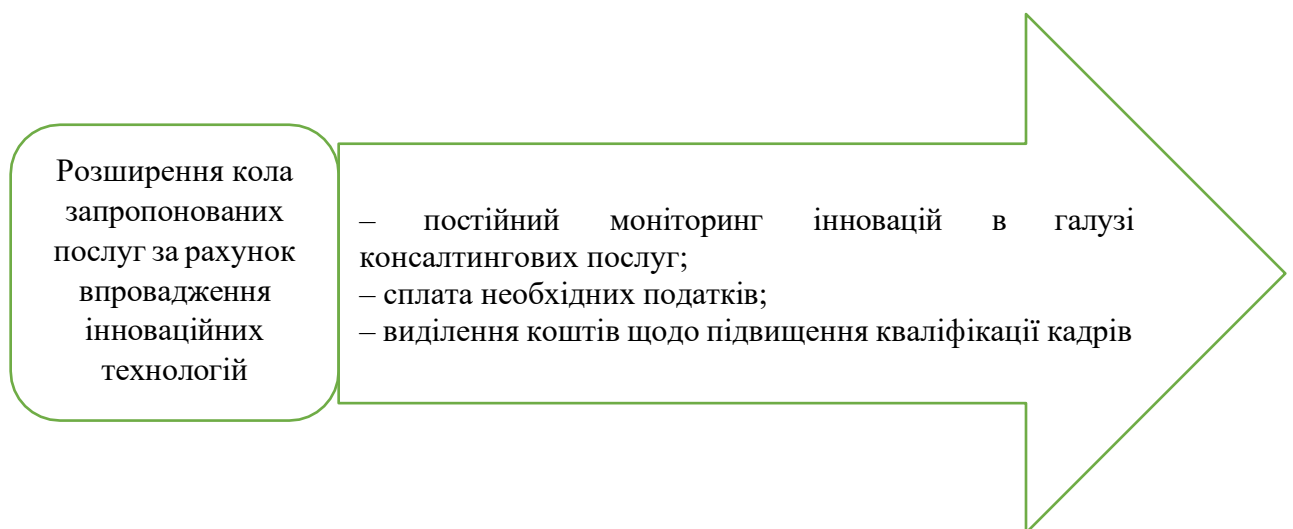 Розширення кола
запропонованих
послуг за рахунок
впровадження
інноваційних
технологій
– постійний моніторинг інновацій в галузі
консалтингових послуг;
– сплата необхідних податків;
– виділення коштів щодо підвищення кваліфікації кадрів